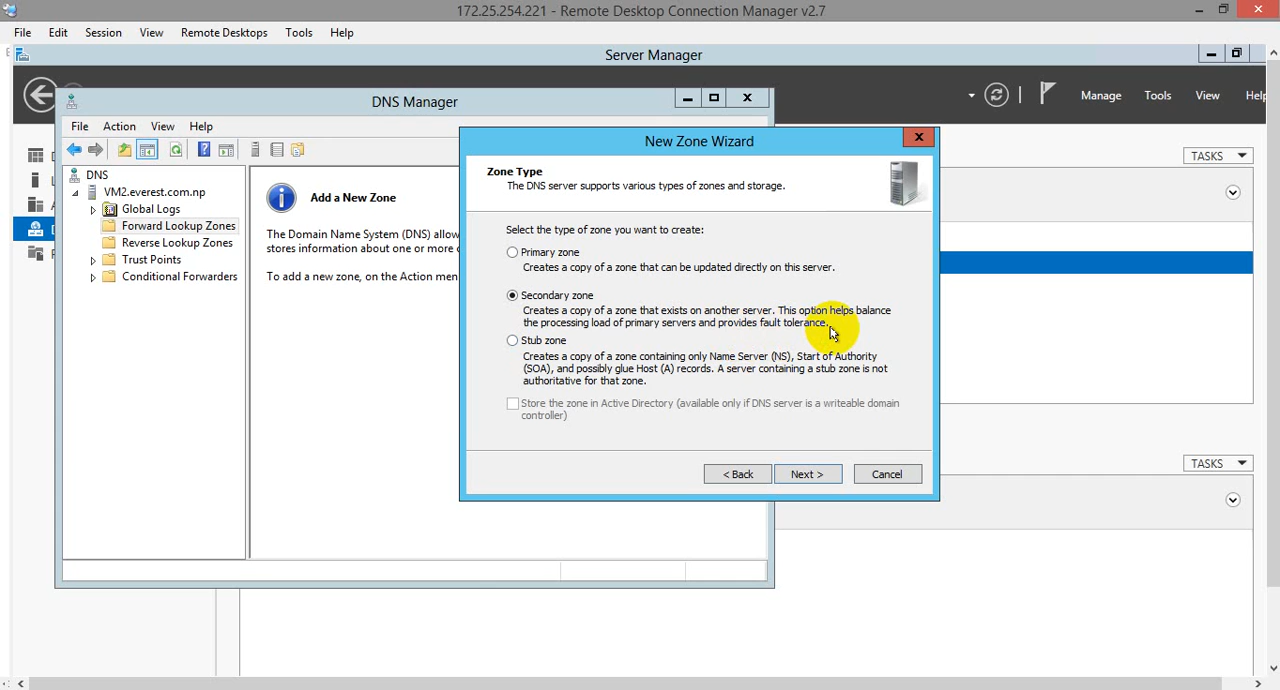 172.25.254.221 - Remote Desktop Connection Manager v2.7
File Edit Session View Remote Desktops Tools Help
Server Manager
Manage Tools View Help
DNS Manager
File Action View Help
DNS
VM2.everest.com.np
Global Logs
Forward Lookup Zones
Reverse Lookup Zones
Trust Points
Conditional Forwarders
Add a New Zone
The Domain Name System (DNS) allow
stores information about one or more
To add a new zone, on the Action men
New Zone Wizard
Zone Type
The DNS server supports various types of zones and storage.
Select the type of zone you want to create:
Primary zone
Creates a copy of a zone that can be updated directly on this server.
Secondary zone
Creates a copy of a zone that exists on another server. This option helps balance
the processing load of primary servers and provides fault tolerance.
Stub zone
Creates a copy of a zone containing only Name Server (NS), Start of Authority
(SOA), and possibly glue Host (A) records. A server containing a stub zone is not
authoritative for that zone.
Store the zone in Active Directory (available only if DNS server is a writeable domain
controller)
< Back Next > Cancel
TASKS
TASKS